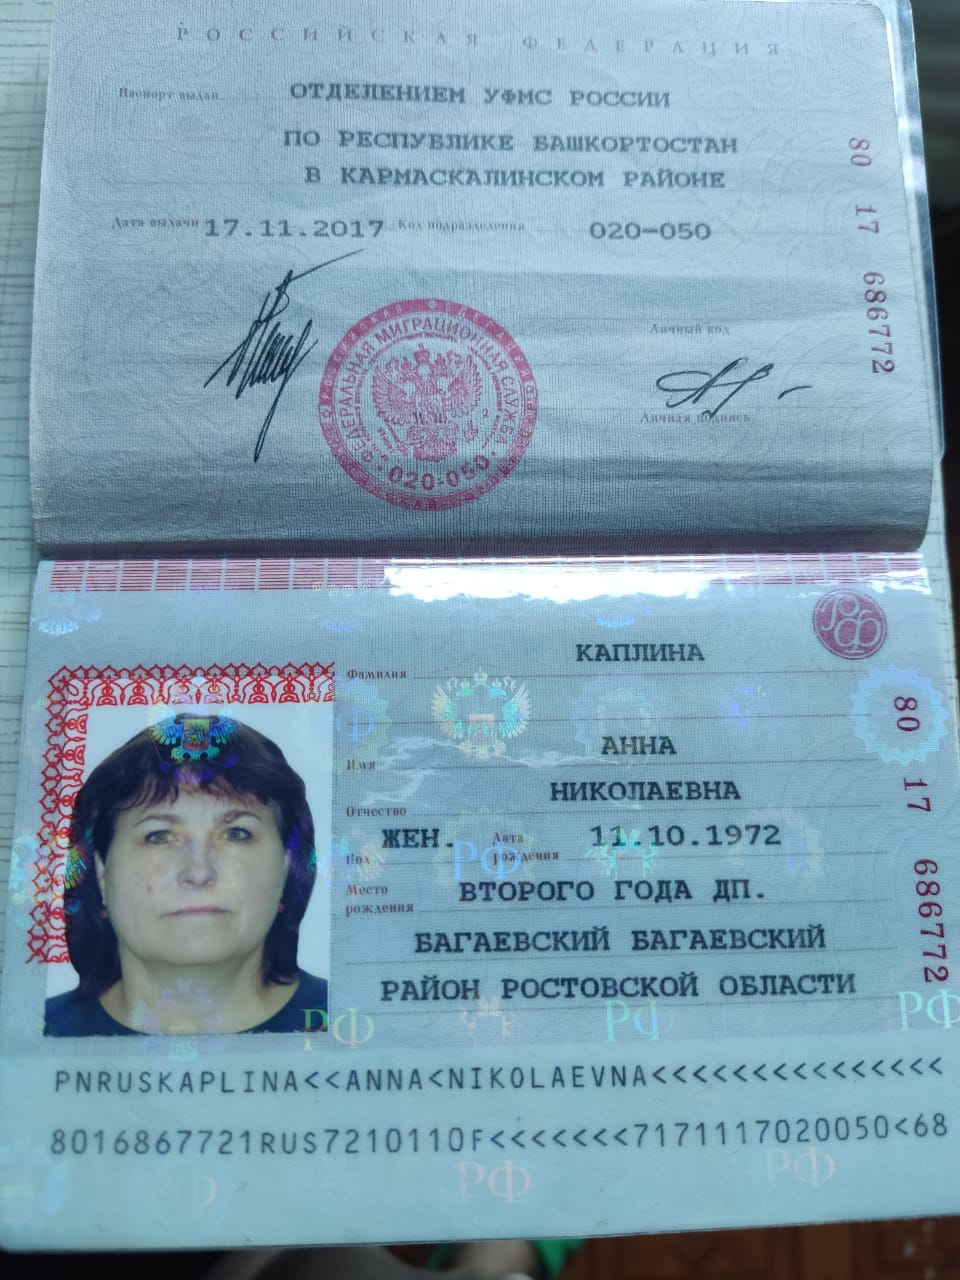 РОССИЙСКАЯ ФЕДЕРАЦИЯ
Паспорт выдан ОТДЕЛЕНИЕМ УФМС РОССИИ
ПО РЕСПУБЛИКЕ БАШКОРТОСТАН
В КАРМАСКАЛИНСКОМ РАЙОНЕ
Дата выдачи 17.11.2017 Код подразделения 020-050
80 17 686772
ФЕДЕРАЛЬНАЯ МИГРАЦИОННАЯ СЛУЖБА
020-050
Личный код
Личная подпись
РФ
Фамилия КАПЛИНА
Имя АННА
Отчество НИКОЛАЕВНА
Пол ЖЕН. Дата рождения 11.10.1972
Место рождения ВТОРОГО ГОДА ДП.
БАГАЕВСКИЙ БАГАЕВСКИЙ
РАЙОН РОСТОВСКОЙ ОБЛАСТИ
80 17 686772
РФ РФ РФ
PNRUSKAPLINA<<ANNA<NIKOLAEVNA<<<<<<<<<<<<<<<
8016867721RUS7210110F<<<<<<<7171117020050<68
РФ РФ